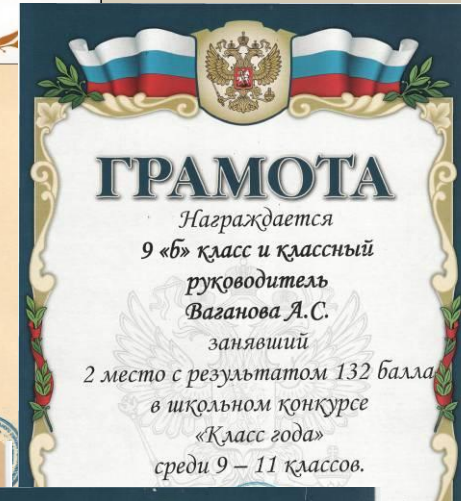 ГРАМОТА
Награждается
9 «б» класс и классный
руководитель
Ваганова А.С.
занявший
2 место с результатом 132 балла
в школьном конкурсе
«Класс года»
среди 9 – 11 классов.